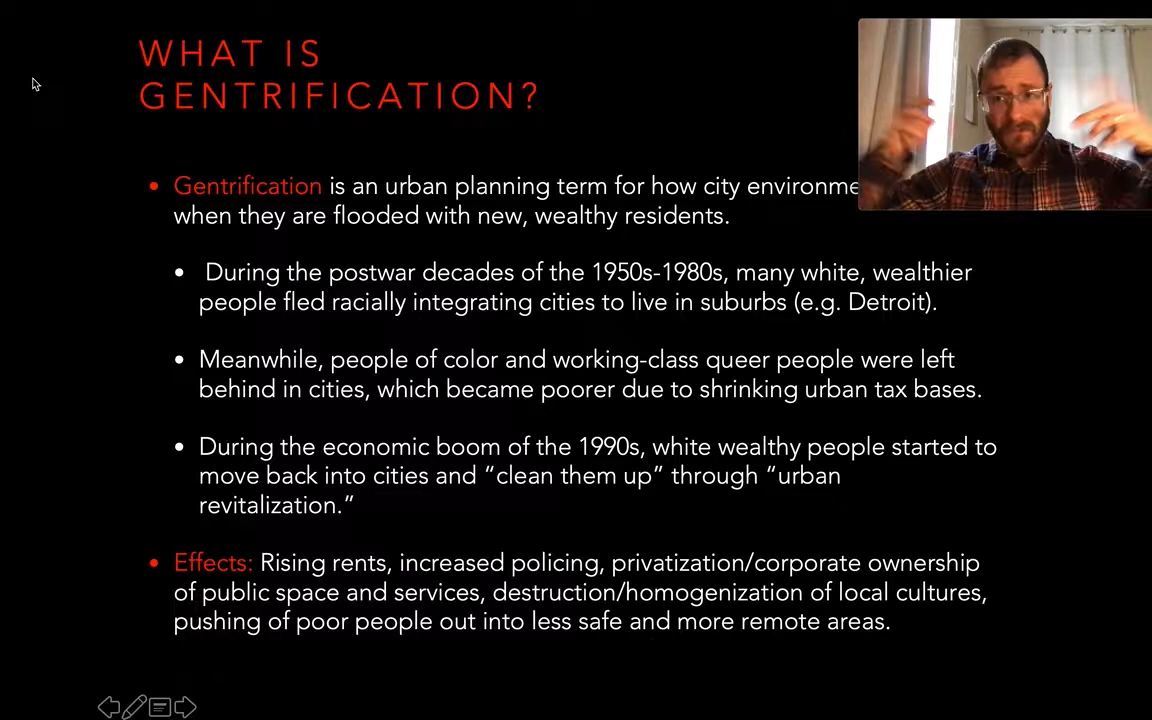 WHAT IS
GENTRIFICATION?
• Gentrification is an urban planning term for how city environme
when they are flooded with new, wealthy residents.
• During the postwar decades of the 1950s-1980s, many white, wealthier
people fled racially integrating cities to live in suburbs (e.g. Detroit).
• Meanwhile, people of color and working-class queer people were left
behind in cities, which became poorer due to shrinking urban tax bases.
• During the economic boom of the 1990s, white wealthy people started to
move back into cities and “clean them up” through “urban
revitalization.”
• Effects: Rising rents, increased policing, privatization/corporate ownership
of public space and services, destruction/homogenization of local cultures,
pushing of poor people out into less safe and more remote areas.